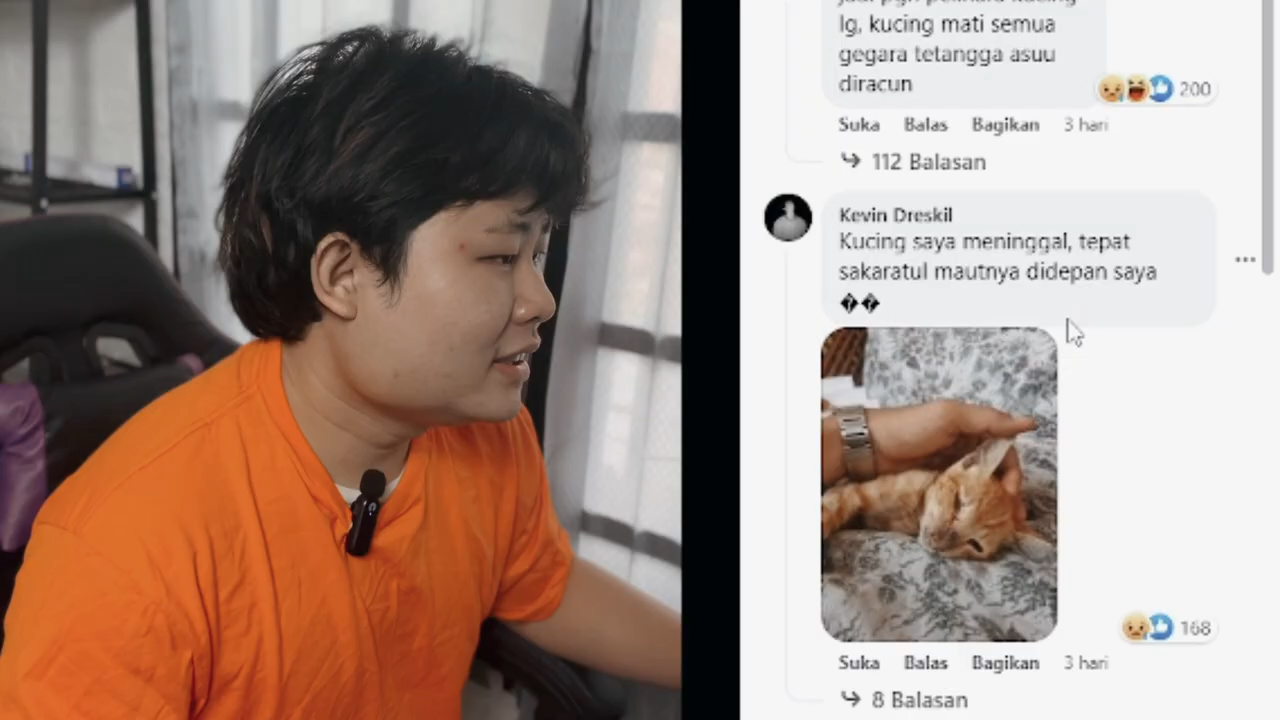 Ig, kucing mati semua
gegara tetangga asuu
diracun
200
Suka Balas Bagikan 3 hari
112 Balasan
Kevin Dreskil
Kucing saya meninggal, tepat
sakaratul mautnya didepan saya
��
168
Suka Balas Bagikan 3 hari
8 Balasan